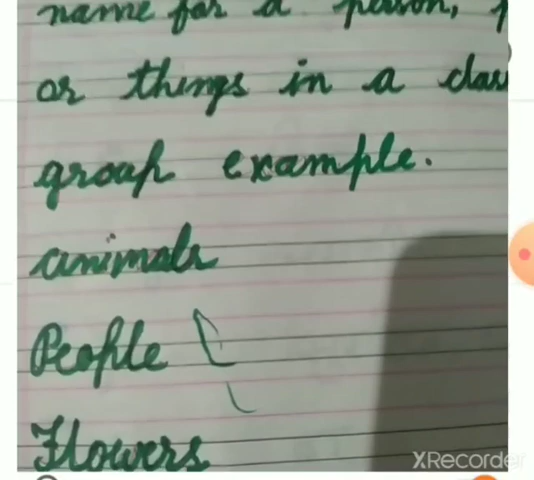 name for a person,
or things in a
group example.
animals
People
Flowers
XRecorder